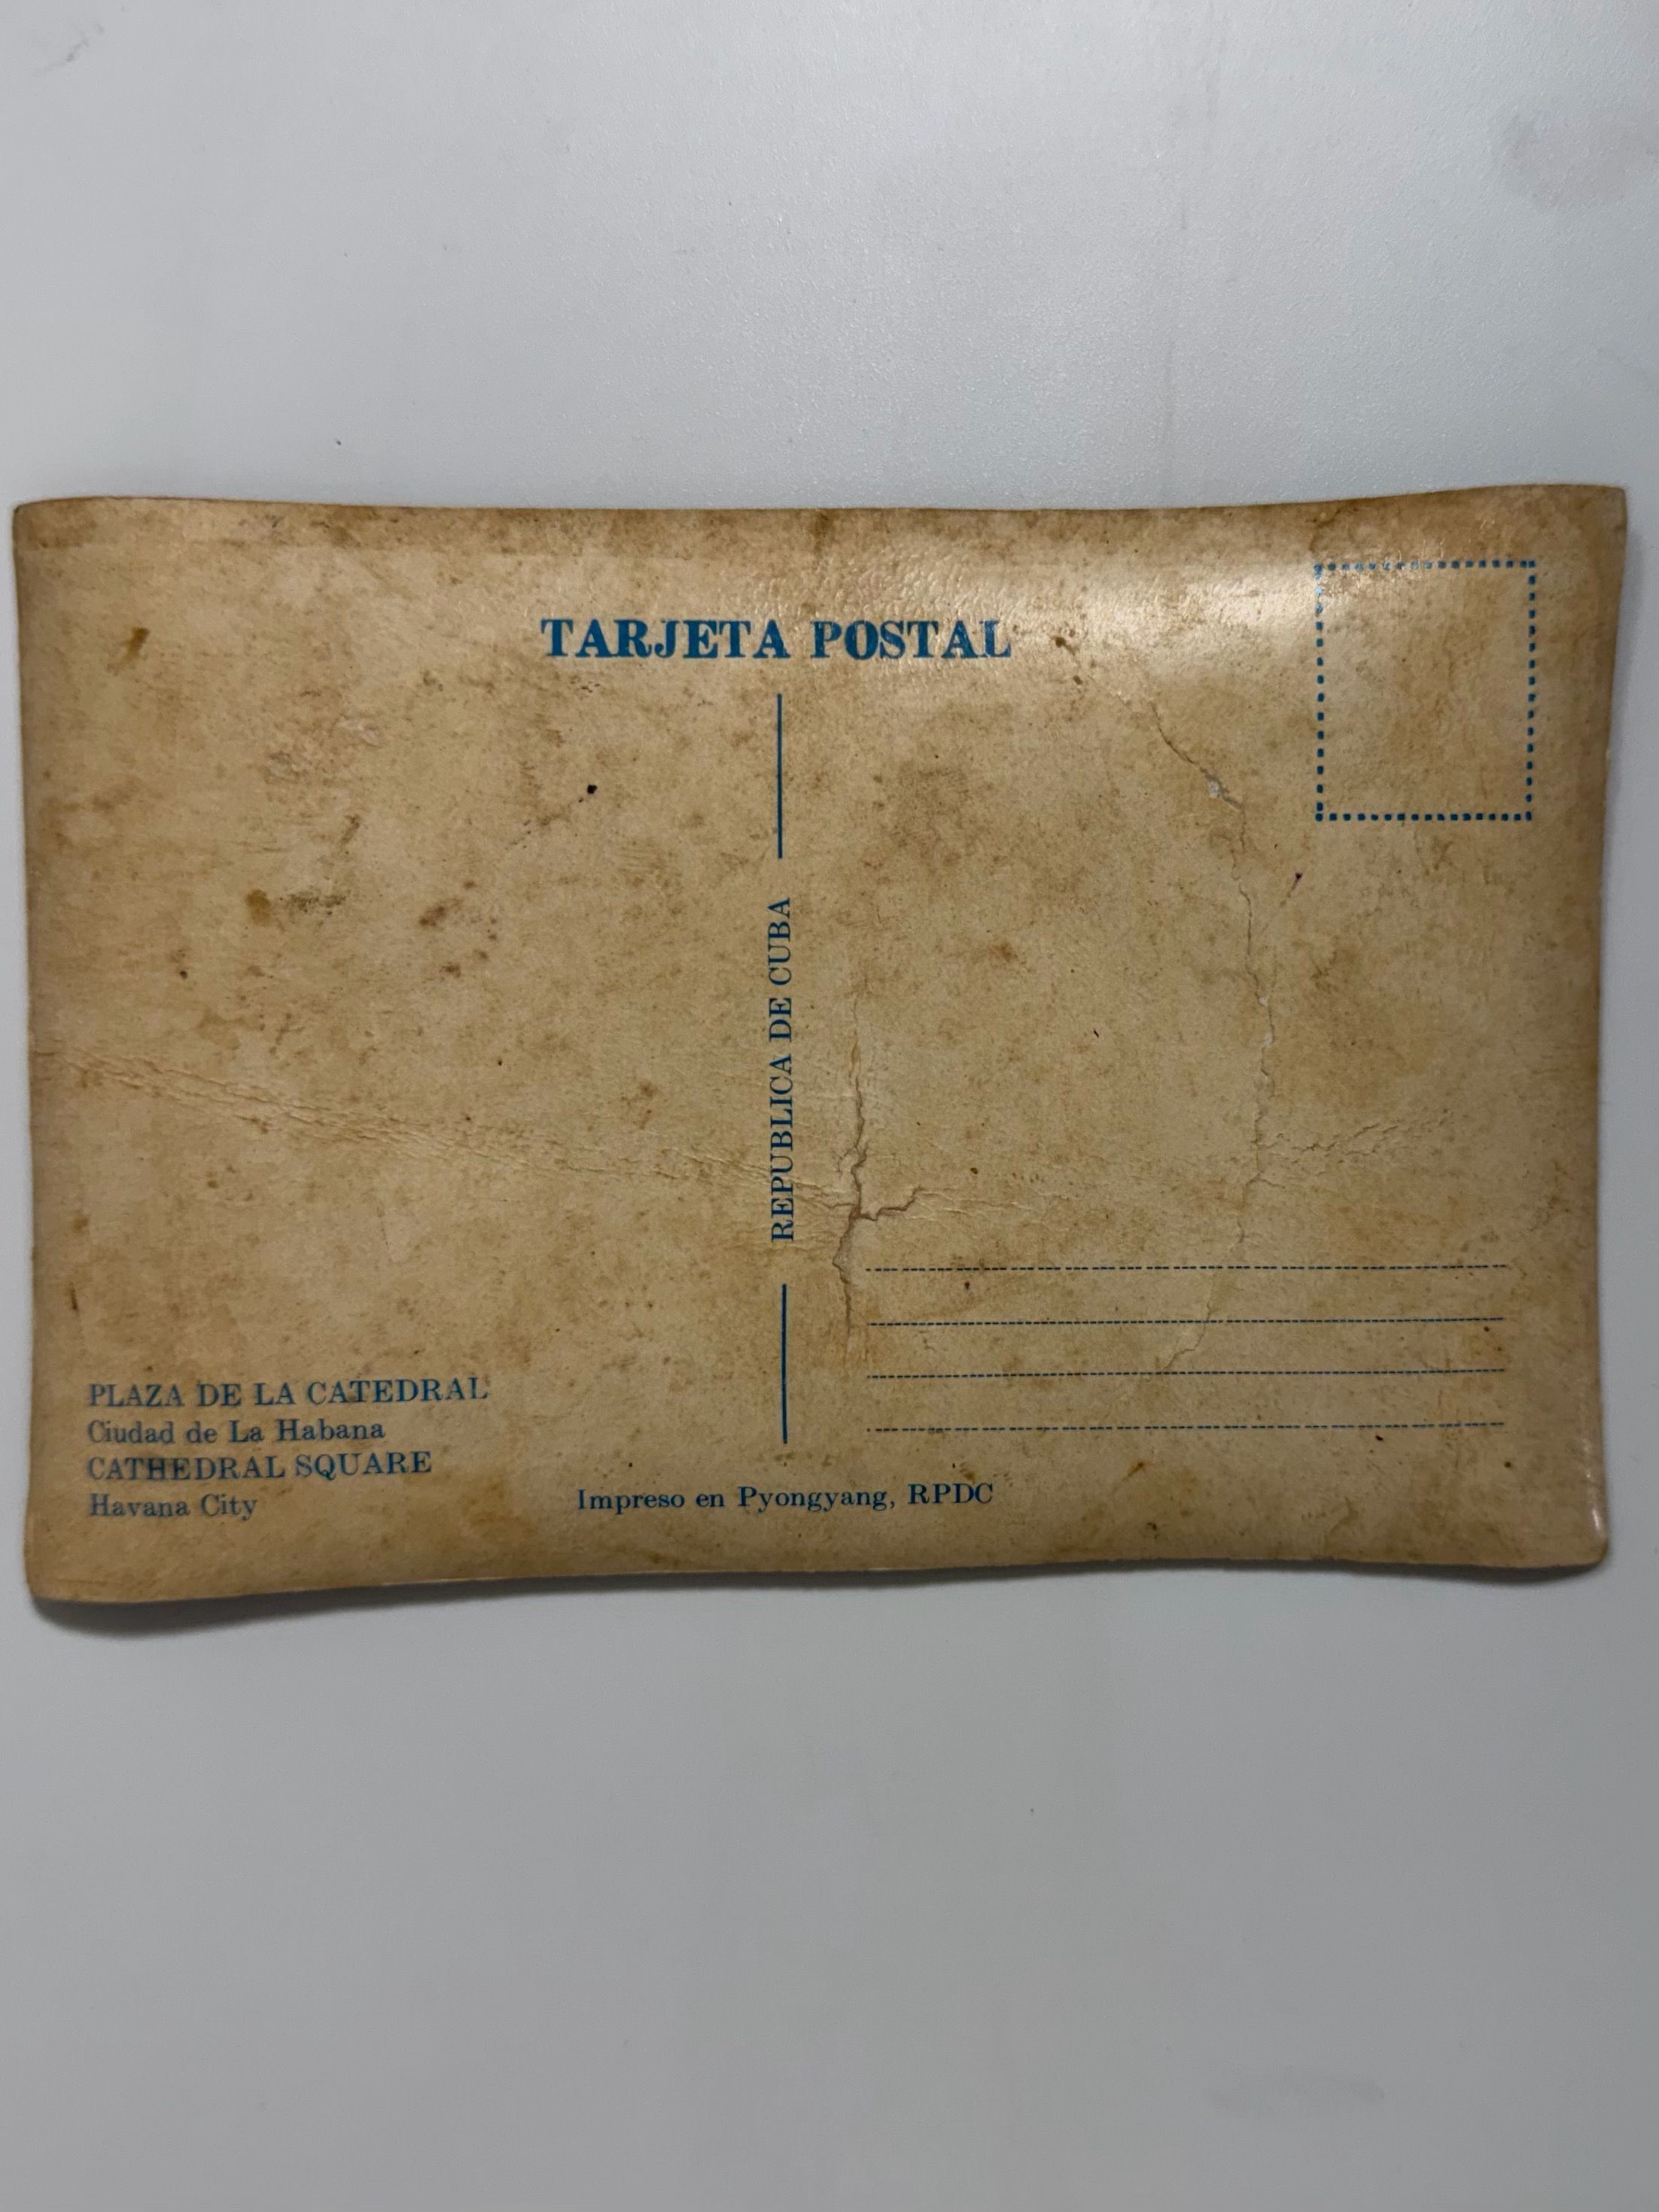 TARJETA POSTAL
REPUBLICA DE CUBA
PLAZA DE LA CATEDRAL
Ciudad de La Habana
CATHEDRAL SQUARE
Havana City
Impreso en Pyongyang, RPDC